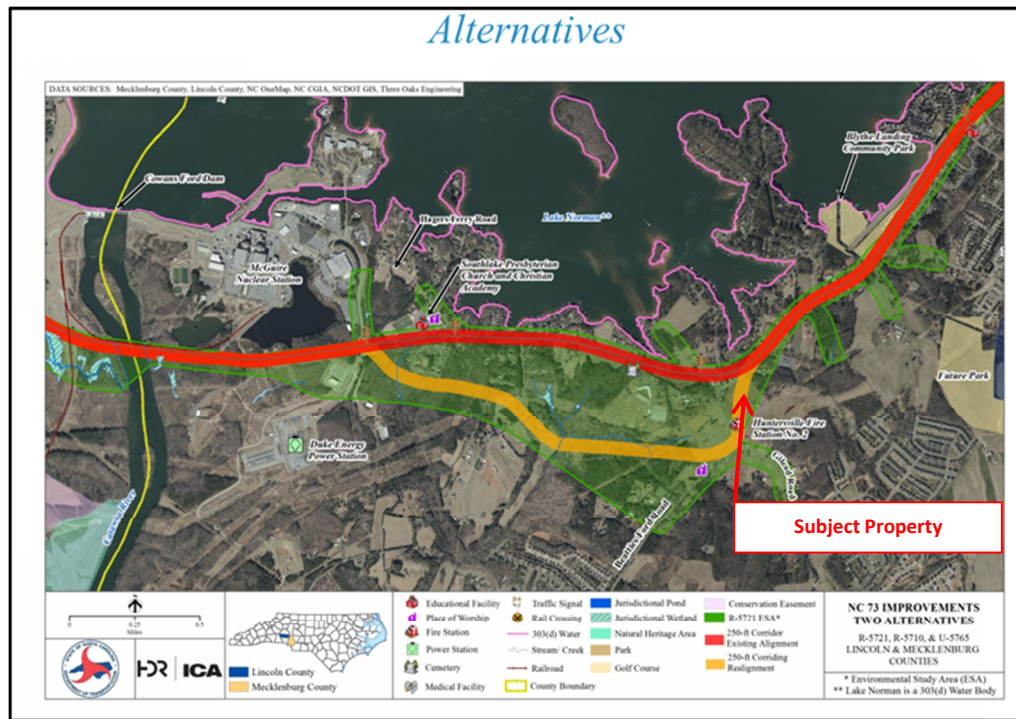 Alternatives
DATA SOURCES: Mecklenburg County, Lincoln County, NC OneMap, NC CGIA, NCDOT GIS, Three Oaks Engineering
Cowans Ford Dam
Blythe Landing
Community Park
Hagers Ferry Road
Lake Norman**
Southlake Presbyterian
Church and Christian
Academy
McGuire
Nuclear Station
Future Park
Huntersville Fire
Station No. 2
Duke Energy
Power Station
Gilead Road
Catawba River
Beatties Ford Road
Subject Property
0 0.25 0.5
Miles
HDR ICA
Lincoln County
Mecklenburg County
Educational Facility
Place of Worship
Fire Station
Power Station
Cemetery
Medical Facility
Traffic Signal
Rail Crossing
303(d) Water
Stream/ Creek
Railroad
County Boundary
Jurisdictional Pond
Jurisdictional Wetland
Natural Heritage Area
Park
Golf Course
Conservation Easement
R-5721 ESA*
250-ft Corridor
Existing Alignment
250-ft Corriding
Realignment
NC 73 IMPROVEMENTS
TWO ALTERNATIVES
R-5721, R-5710, & U-5765
LINCOLN & MECKLENBURG
COUNTIES
* Environmental Study Area (ESA)
** Lake Norman is a 303(d) Water Body